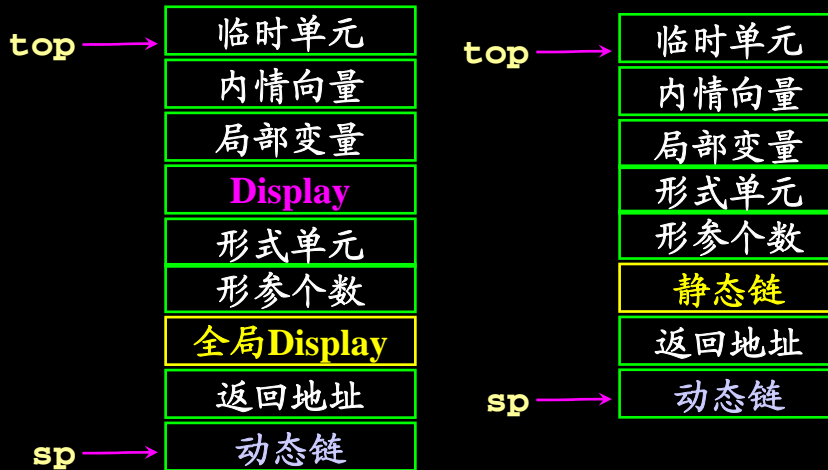 top
临时单元
内情向量
局部变量
Display
形式单元
形参个数
全局Display
返回地址
sp
动态链
top
临时单元
内情向量
局部变量
形式单元
形参个数
静态链
返回地址
sp
动态链